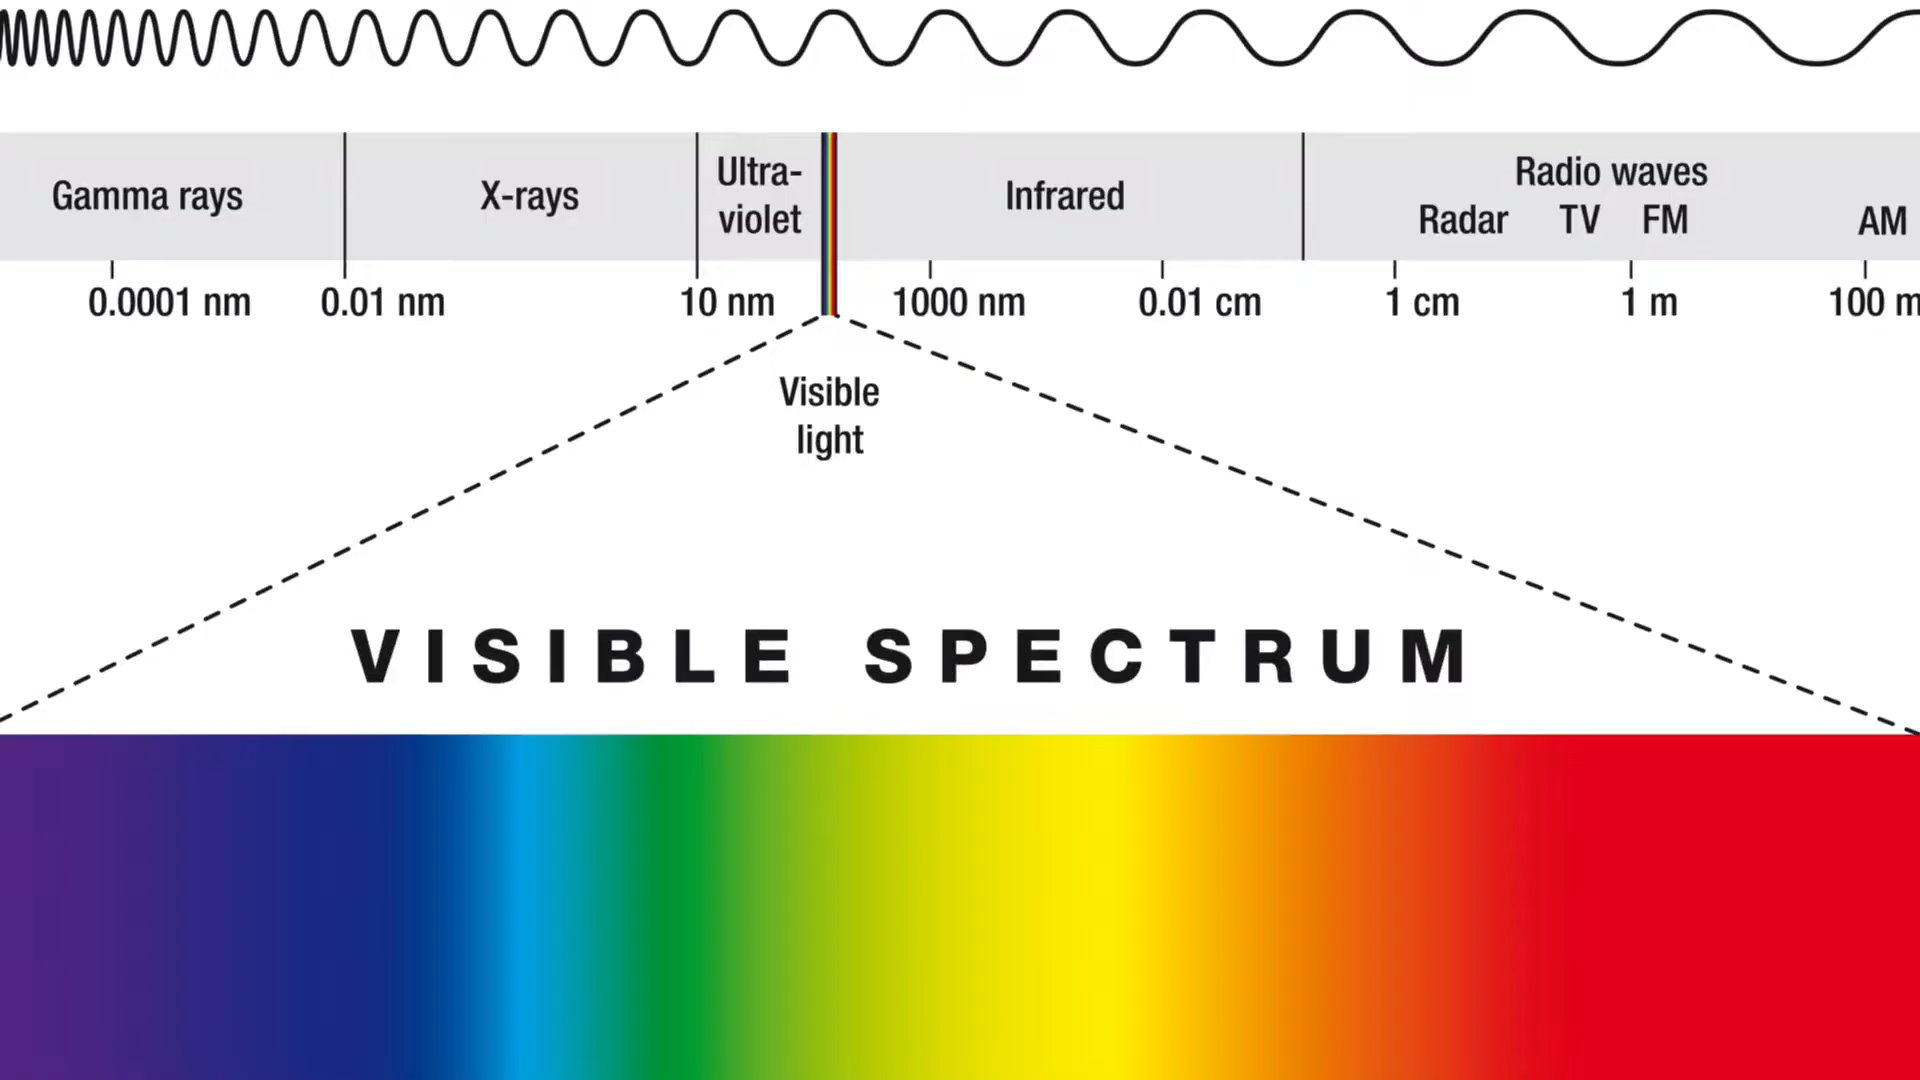 Gamma rays
X-rays
Ultra-
violet
Infrared
Radio waves
Radar TV FM AM
0.0001 nm 0.01 nm 10 nm 1000 nm 0.01 cm 1 cm 1 m 100 m
Visible
light
VISIBLE SPECTRUM